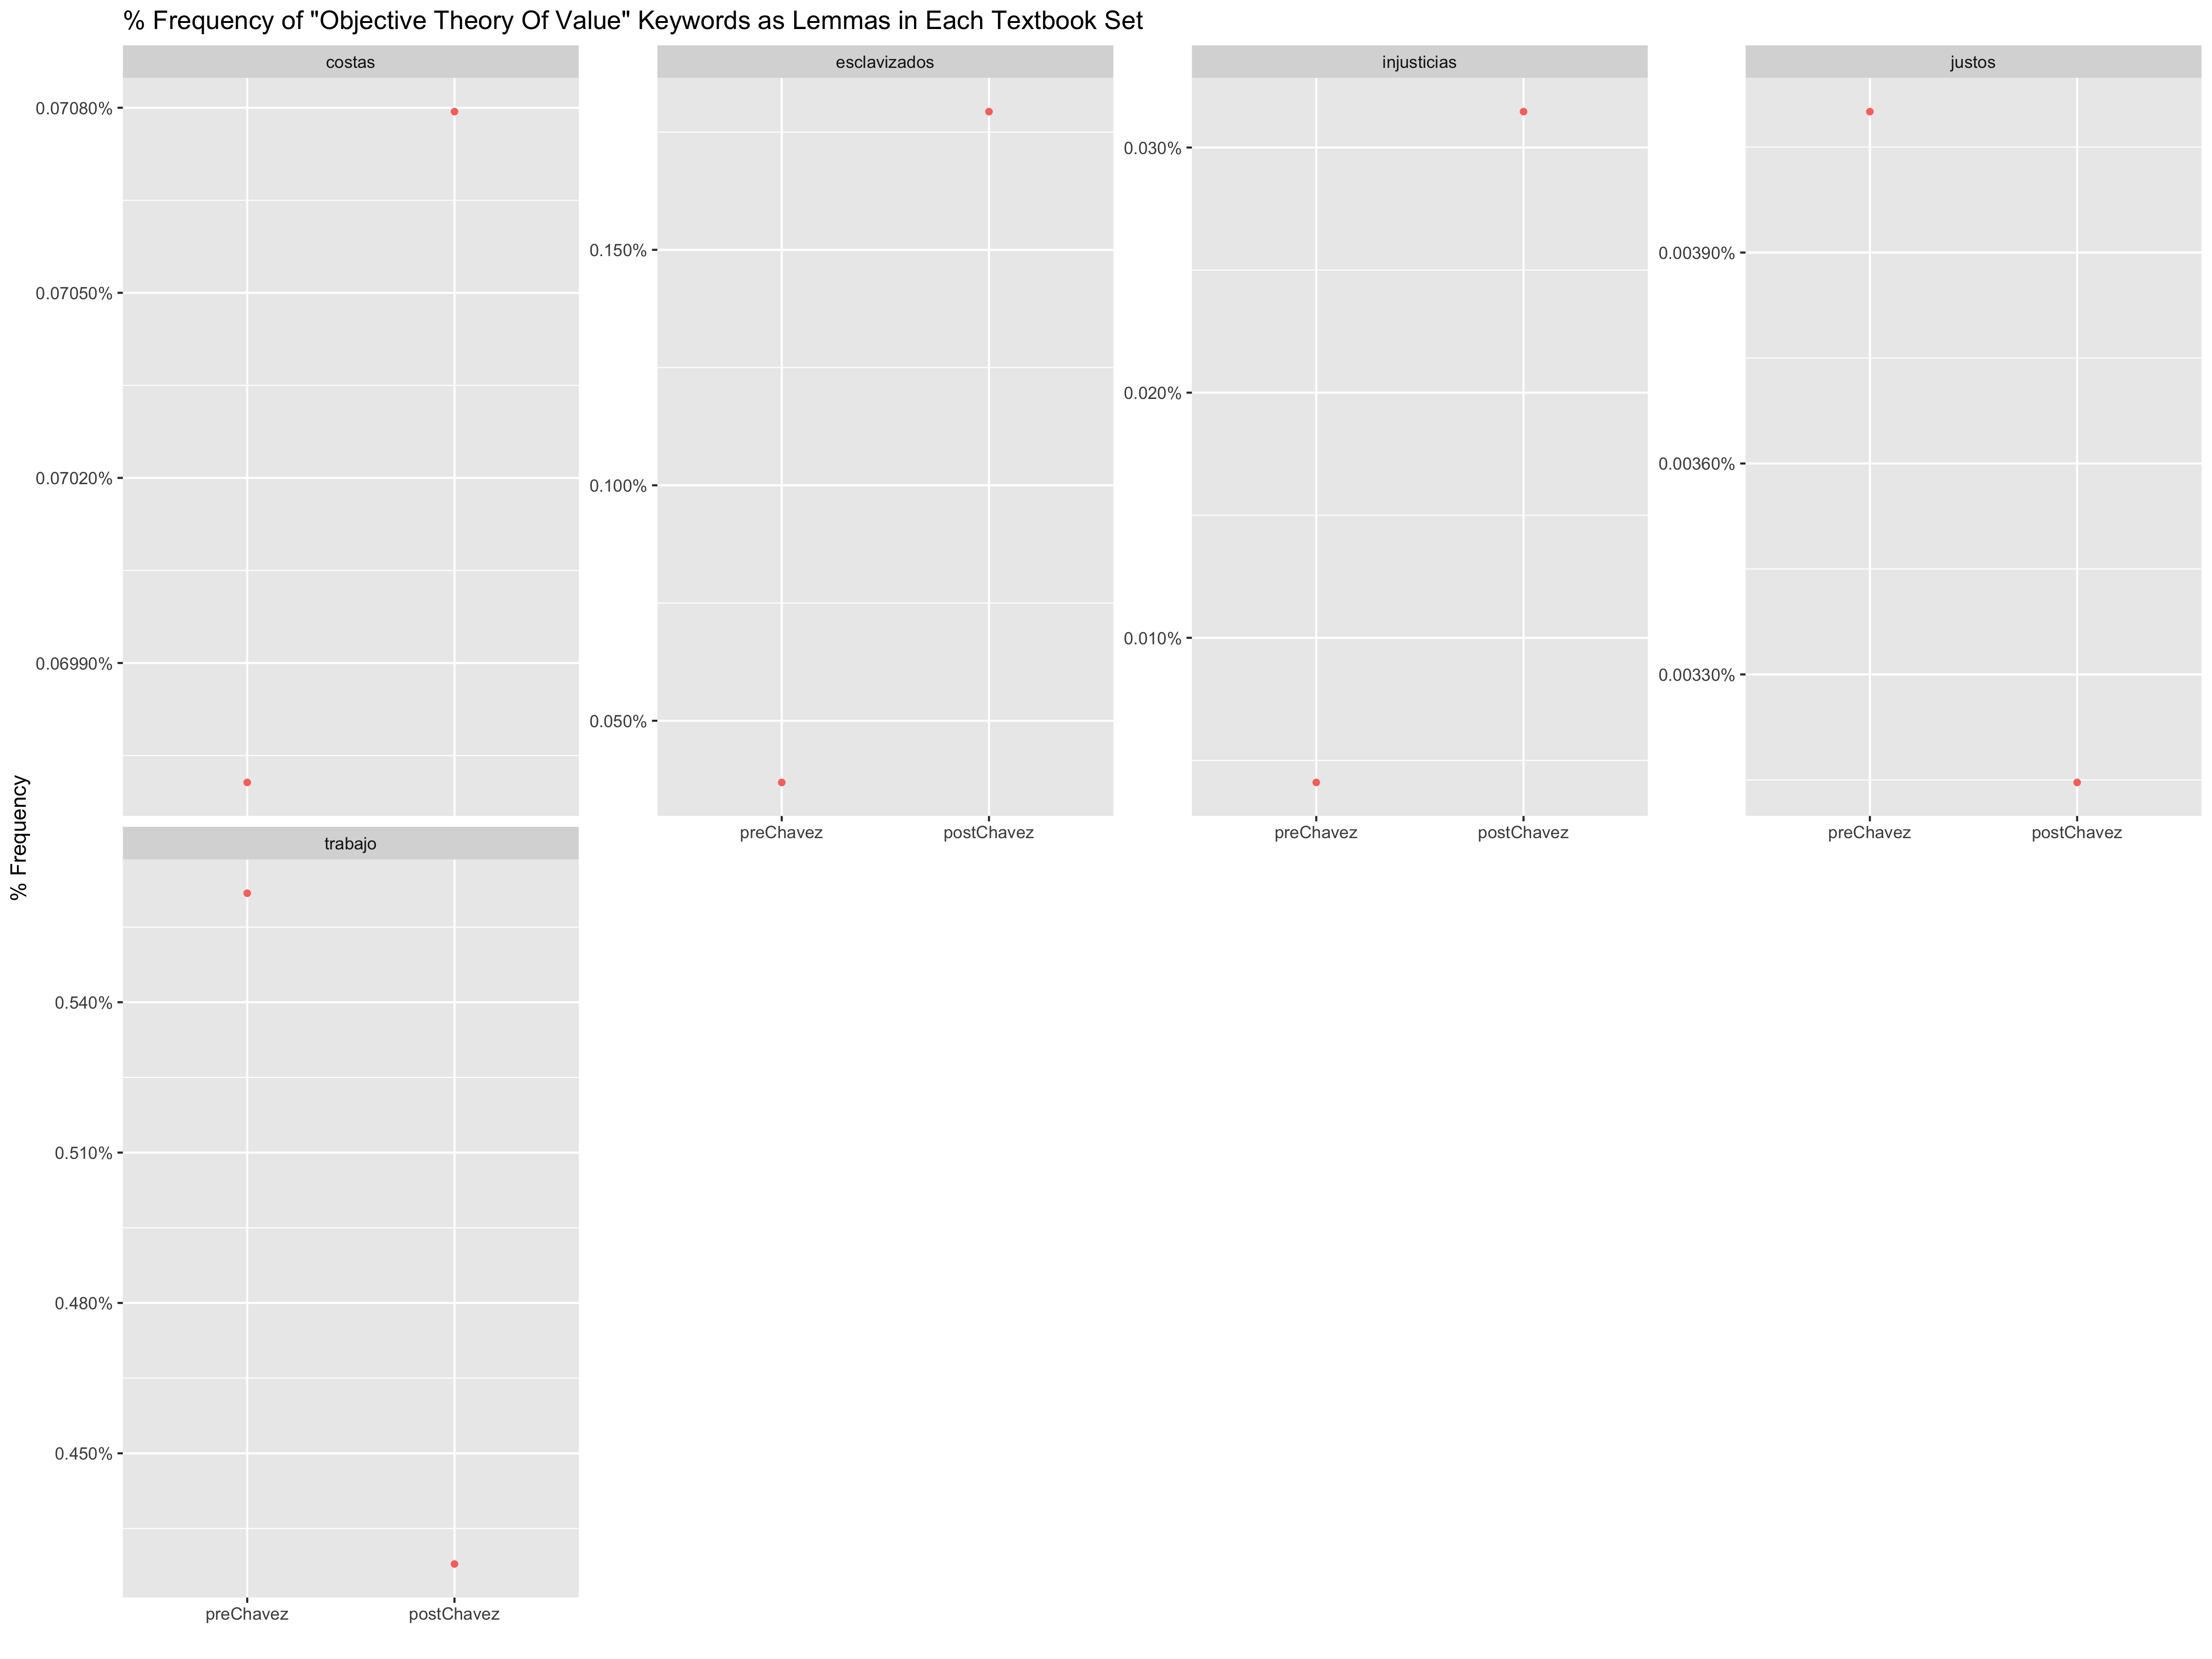 % Frequency of "Objective Theory Of Value" Keywords as Lemmas in Each Textbook Set
costas
esclavizados
injusticias
justos
0.07080%
0.07050%
0.07020%
0.06990%
0.150%
0.100%
0.050%
0.030%
0.020%
0.010%
0.00390%
0.00360%
0.00330%
preChavez postChavez
preChavez postChavez
preChavez postChavez
% Frequency
trabajo
0.540%
0.510%
0.480%
0.450%
preChavez postChavez